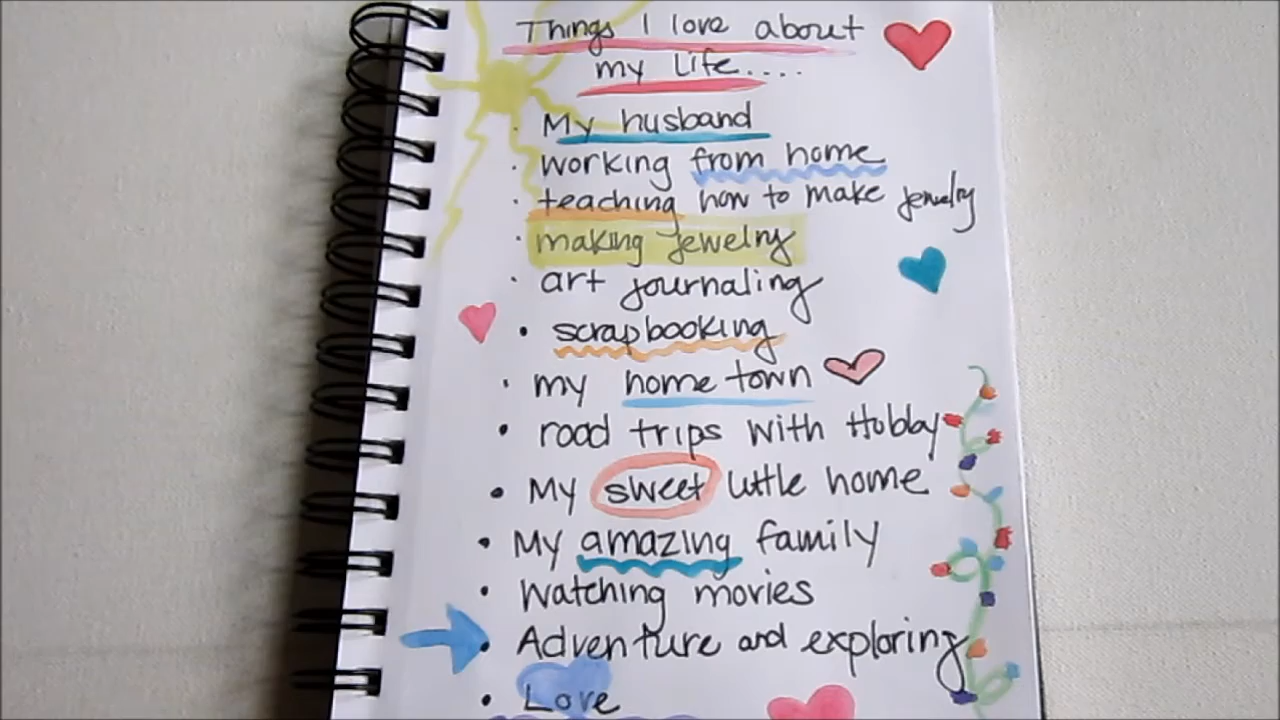 Things I love about
my Life....
· My husband
· working from home
· teaching how to make jewelry
· making jewelry
· art journaling
• scrapbooking
· my home town
• road trips with Hubby
• My sweet little home
• My amazing family
• Watching movies
• Adventure and exploring
• Love